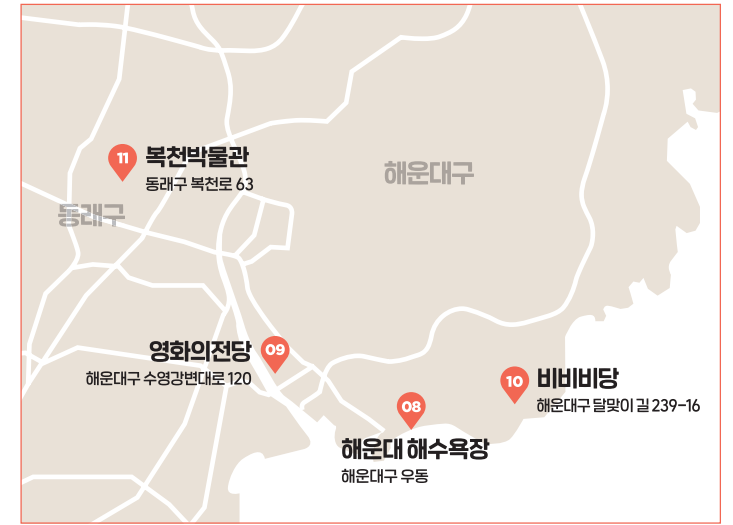 11
복천박물관
동래구 복천로 63
해운대구
동래구
영화의전당
09
해운대구 수영강변대로 120
10
비비비당
해운대구 달맞이 길 239-16
08
해운대 해수욕장
해운대구 우동